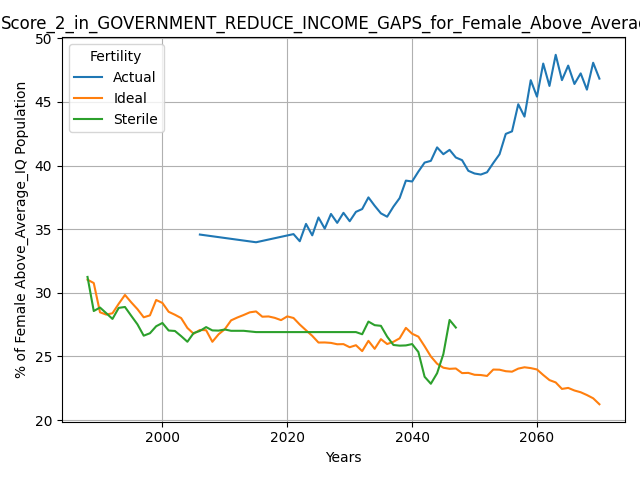 Score_2_in_GOVERNMENT_REDUCE_INCOME_GAPS_for_Female_Above_Avera
Fertility
Actual
Ideal
Sterile
% of Female Above_Average_IQ Population
50
45
40
35
30
25
20
2000
2020
2040
2060
Years